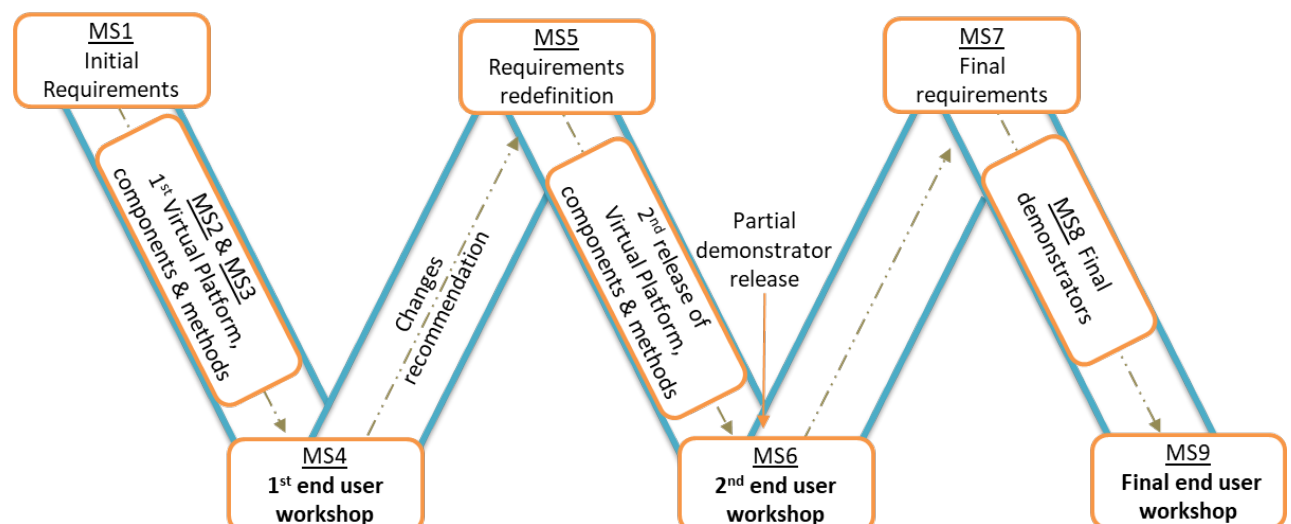 MS1
Initial
Requirements
MS2 & MS3
1st Virtual Platform,
components & methods
MS4
1st end user
workshop
Changes
recommendation
MS5
Requirements
redefinition
2nd release of
Virtual Platform,
components & methods
Partial
demonstrator
release
MS6
2nd end user
workshop
MS7
Final
requirements
MS8 Final
demonstrators
MS9
Final end user
workshop